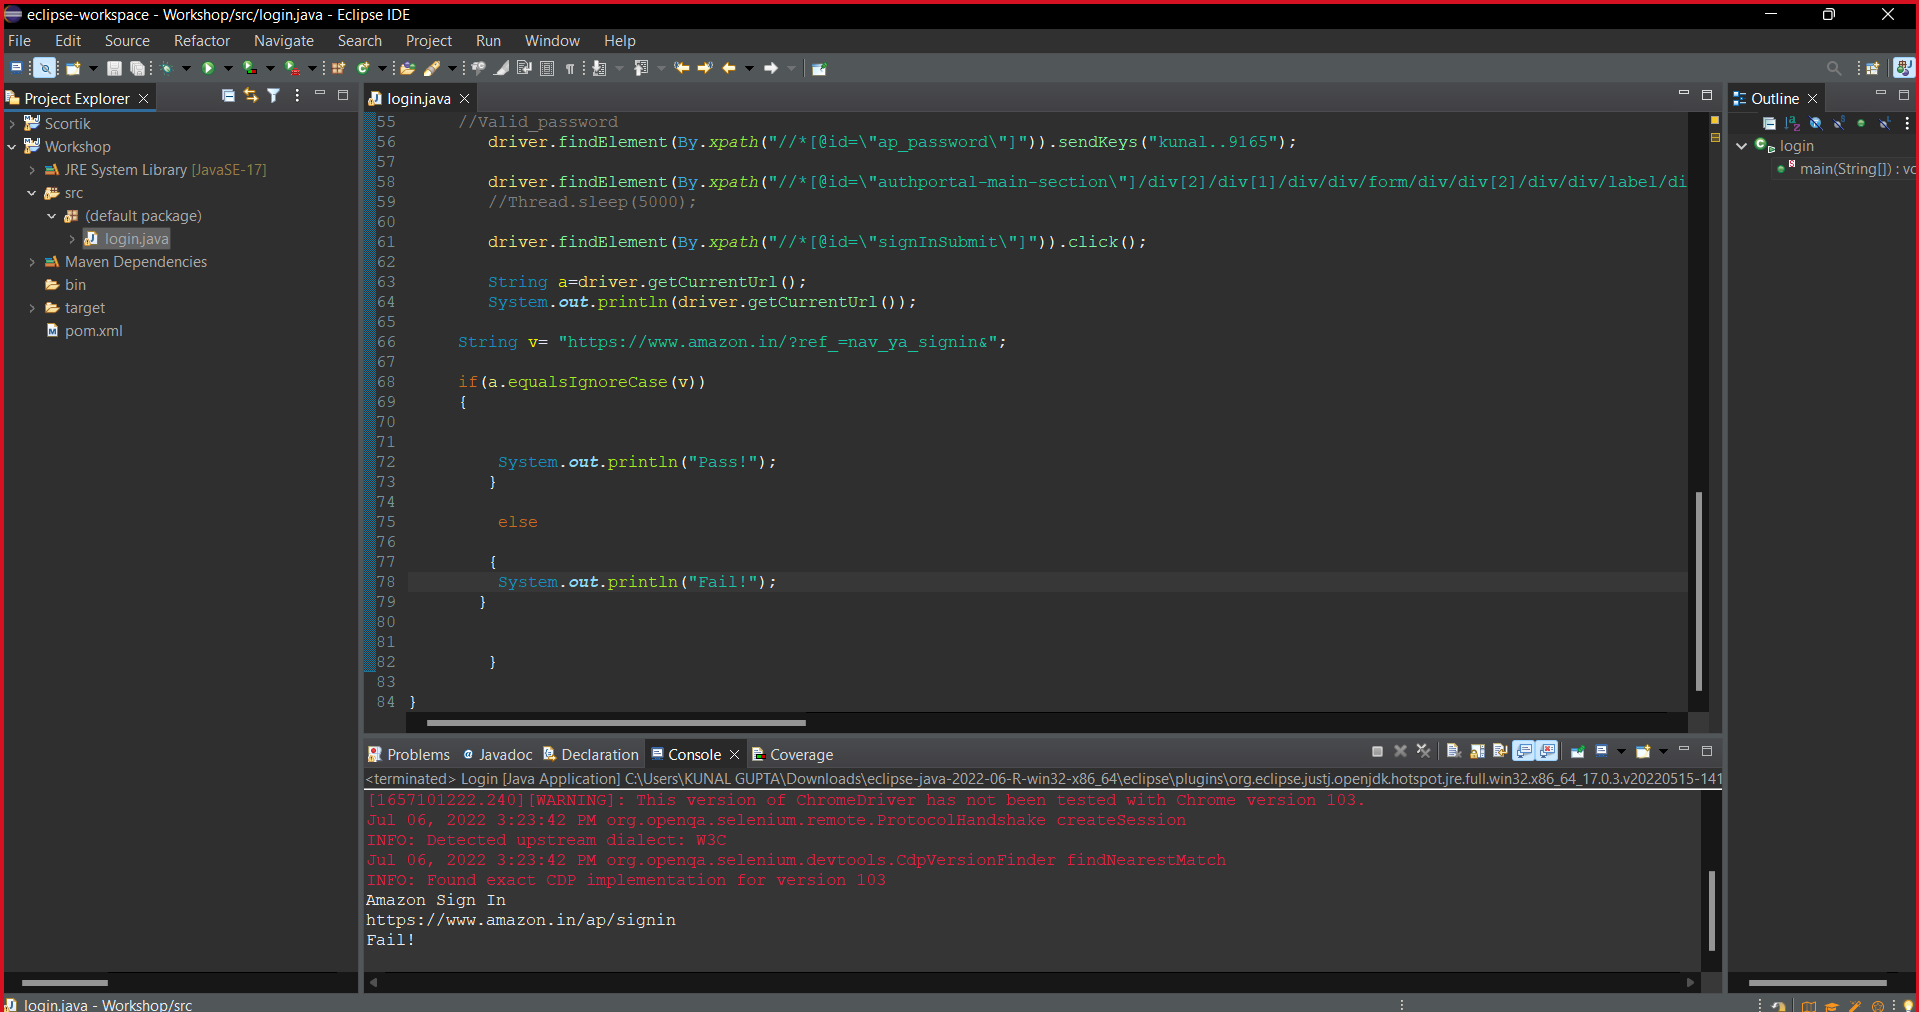 eclipse-workspace - Workshop/src/login.java - Eclipse IDE
File Edit Source Refactor Navigate Search Project Run Window Help
Project Explorer
Scortik
Workshop
JRE System Library [JavaSE-17]
src
(default package)
login.java
Maven Dependencies
bin
target
pom.xml
login.java
55 //Valid_password
56 driver.findElement(By.xpath("//*[@id=\"ap_password\"]")).sendKeys("kunal..9165");
57
58 driver.findElement(By.xpath("//*[@id=\"authportal-main-section\"]/div[2]/div[1]/div/div/form/div/div[2]/div/div/label/di
59 //Thread.sleep(5000);
60
61 driver.findElement(By.xpath("//*[@id=\"signInSubmit\"]")).click();
62
63 String a=driver.getCurrentUrl();
64 System.out.println(driver.getCurrentUrl());
65
66 String v= "https://www.amazon.in/?ref_=nav_ya_signin&";
67
68 if(a.equalsIgnoreCase(v))
69 {
70
71
72 System.out.println("Pass!");
73 }
74
75 else
76
77 {
78 System.out.println("Fail!");
79 }
80
81
82 }
83
84 }
Outline
login
main(String[]) : vo
Problems Javadoc Declaration Console Coverage
<terminated> Login [Java Application] C:\Users\KUNAL GUPTA\Downloads\eclipse-java-2022-06-R-win32-x86_64\eclipse\plugins\org.eclipse.justj.openjdk.hotspot.jre.full.win32.x86_64_17.0.3.v20220515-141
[1657101222.240][WARNING]: This version of ChromeDriver has not been tested with Chrome version 103.
Jul 06, 2022 3:23:42 PM org.openqa.selenium.remote.ProtocolHandshake createSession
INFO: Detected upstream dialect: W3C
Jul 06, 2022 3:23:42 PM org.openqa.selenium.devtools.CdpVersionFinder findNearestMatch
INFO: Found exact CDP implementation for version 103
Amazon Sign In
https://www.amazon.in/ap/signin
Fail!
login.java - Workshop/src